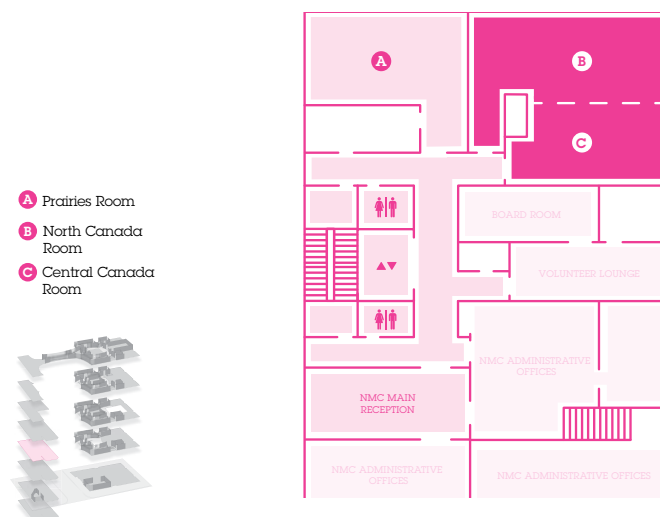 A
B
C
A Prairies Room
B North Canada
Room
C Central Canada
Room
BOARD ROOM
VOLUNTEER LOUNGE
NMC ADMINISTRATIVE
OFFICES
NMC MAIN
RECEPTION
NMC ADMINISTRATIVE
OFFICES
NMC ADMINISTRATIVE OFFICES